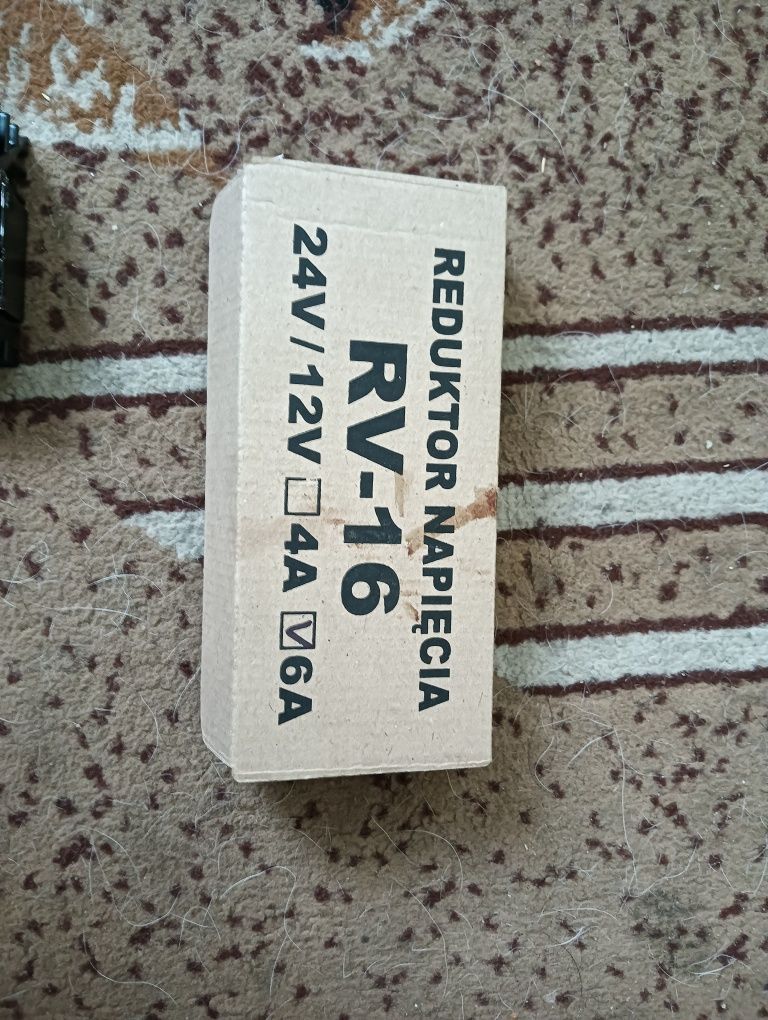 REDUKTOR NAPIĘCIA
RV-16
24V / 12V ☐ 4A ☑ 6A